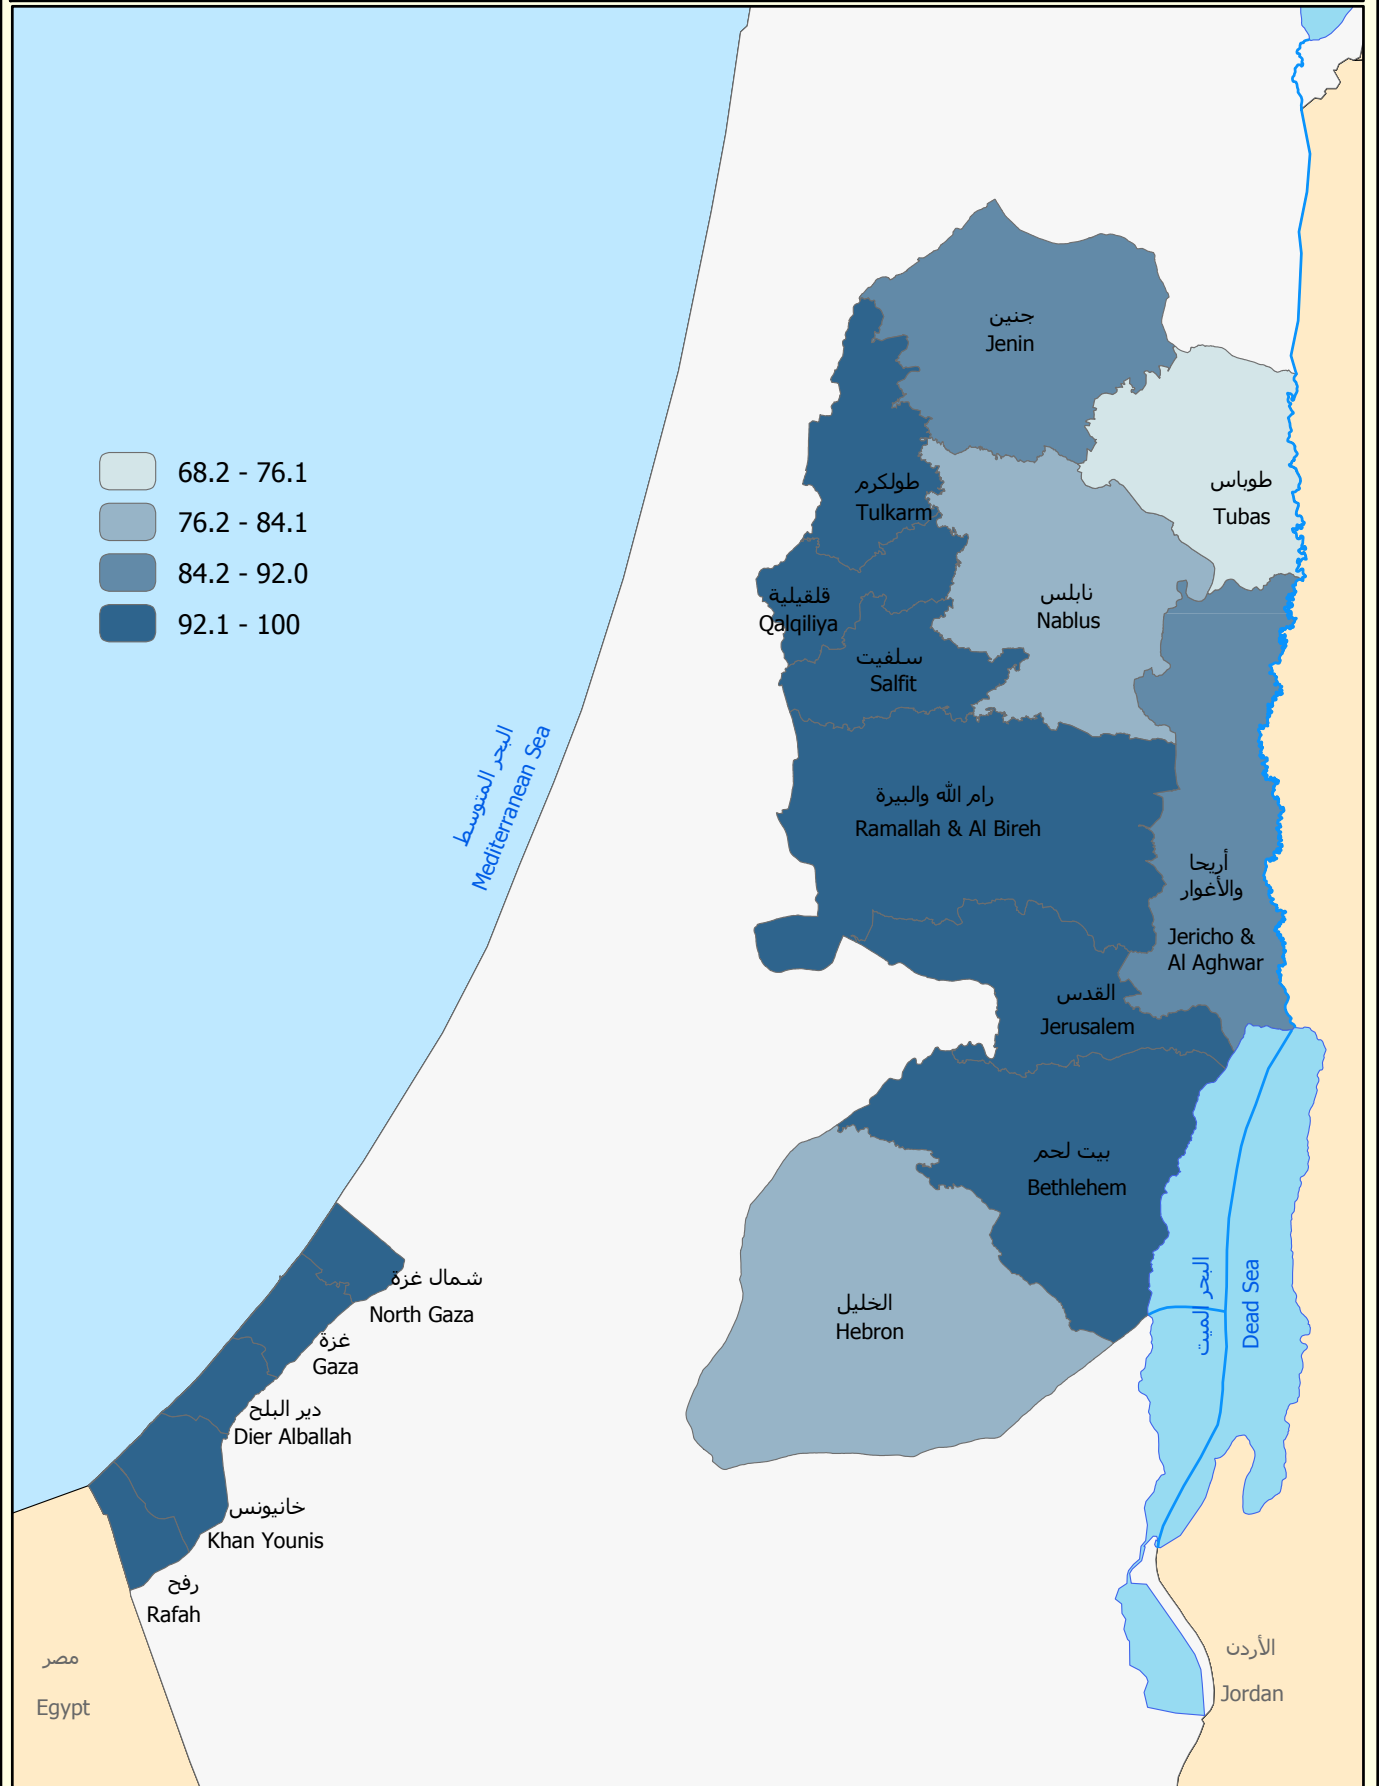 جنين
Jenin
68.2 - 76.1
76.2 - 84.1
84.2 - 92.0
92.1 - 100
طولكرم
Tulkarm
طوباس
Tubas
قلقيلية
Qalqiliya
نابلس
Nablus
سلفيت
Salfit
البحر المتوسط
Mediterranean Sea
رام الله والبيرة
Ramallah & Al Bireh
أريحا
والأغوار
Jericho &
Al Aghwar
القدس
Jerusalem
بيت لحم
Bethlehem
البحر الميت
Dead Sea
الخليل
Hebron
شمال غزة
North Gaza
غزة
Gaza
دير البلح
Dier Alballah
خانيونس
Khan Younis
رفح
Rafah
مصر
Egypt
الأردن
Jordan